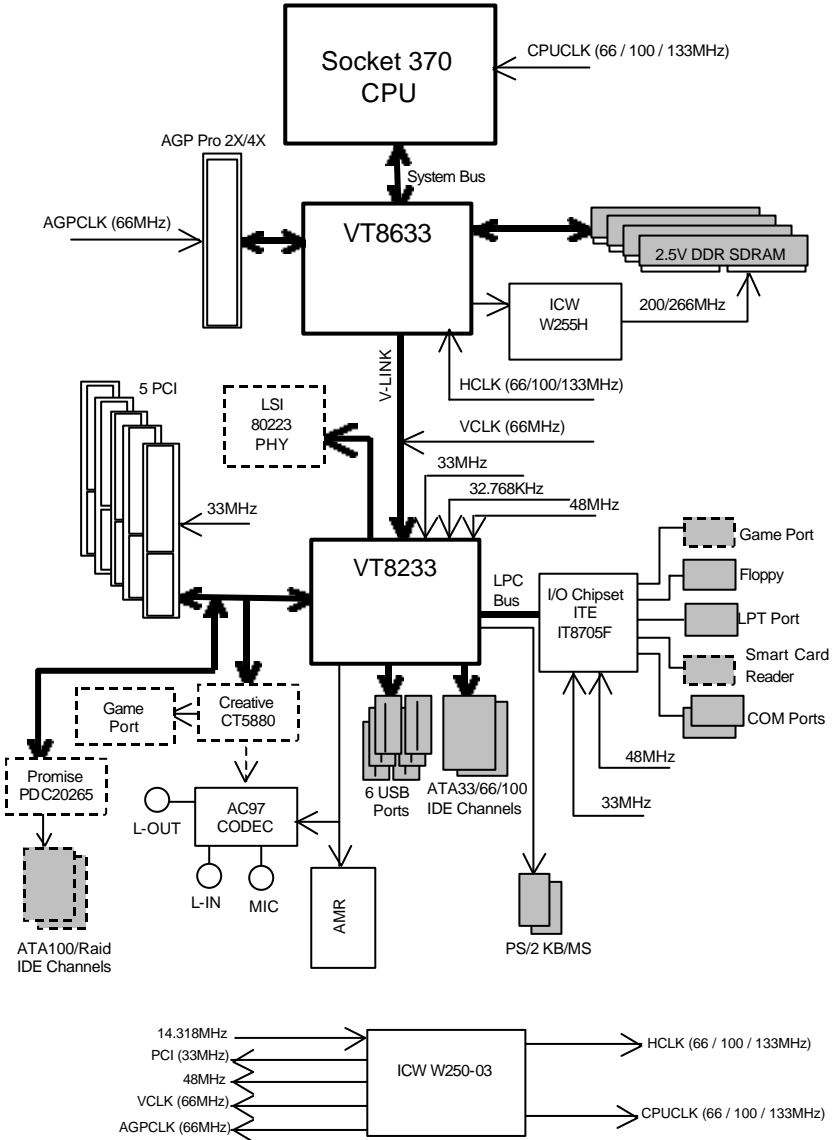 Socket 370
CPU
CPUCLK (66 / 100 / 133MHz)
AGP Pro 2X/4X
System Bus
AGPCLK (66MHz)
VT8633
2.5V DDR SDRAM
ICW
W255H
200/266MHz
V-LINK
HCLK (66/100/133MHz)
5 PCI
LSI
80223
PHY
VCLK (66MHz)
33MHz
32.768KHz
48MHz
33MHz
VT8233
LPC
Bus
I/O Chipset
ITE
IT8705F
Game Port
Floppy
LPT Port
Smart Card
Reader
COM Ports
Game
Port
Creative
CT5880
Promise
PDC20265
48MHz
33MHz
6 USB
Ports
ATA33/66/100
IDE Channels
L-OUT
AC97
CODEC
L-IN
MIC
AMR
PS/2 KB/MS
ATA100/Raid
IDE Channels
14.318MHz
PCI (33MHz)
48MHz
VCLK (66MHz)
AGPCLK (66MHz)
ICW W250-03
HCLK (66 / 100 / 133MHz)
CPUCLK (66 / 100 / 133MHz)